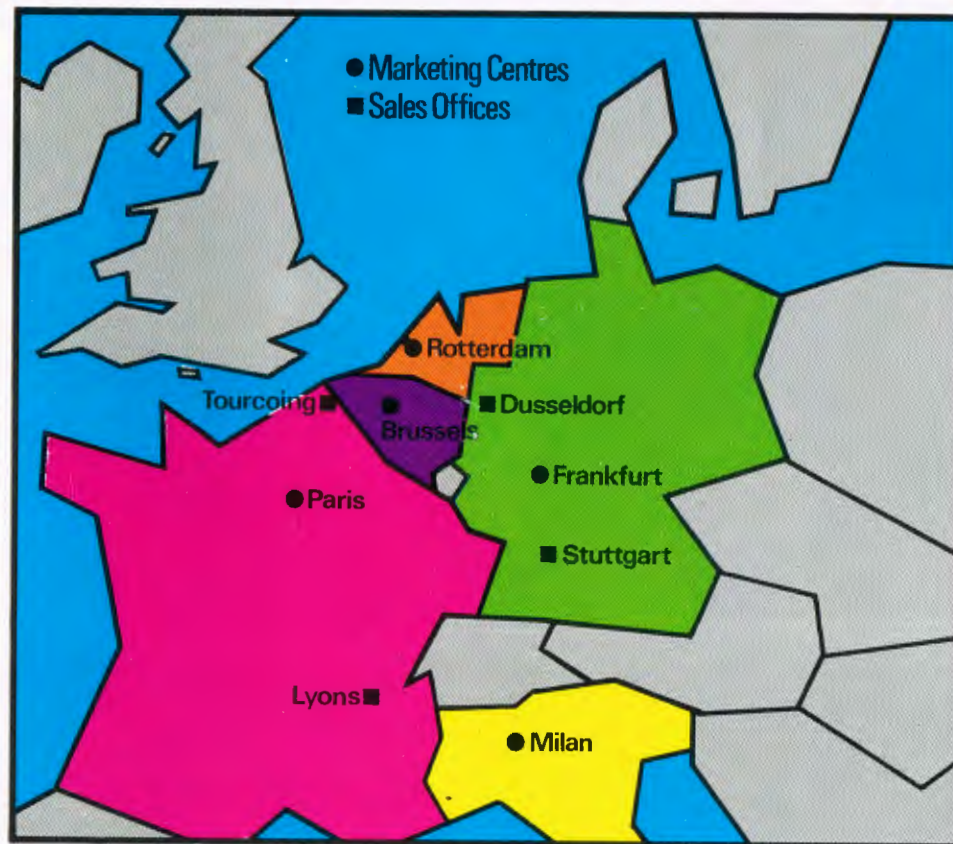 Marketing Centres
Sales Offices
Rotterdam
Tourcoing
Dusseldorf
Brussels
Frankfurt
Paris
Stuttgart
Lyons
Milan